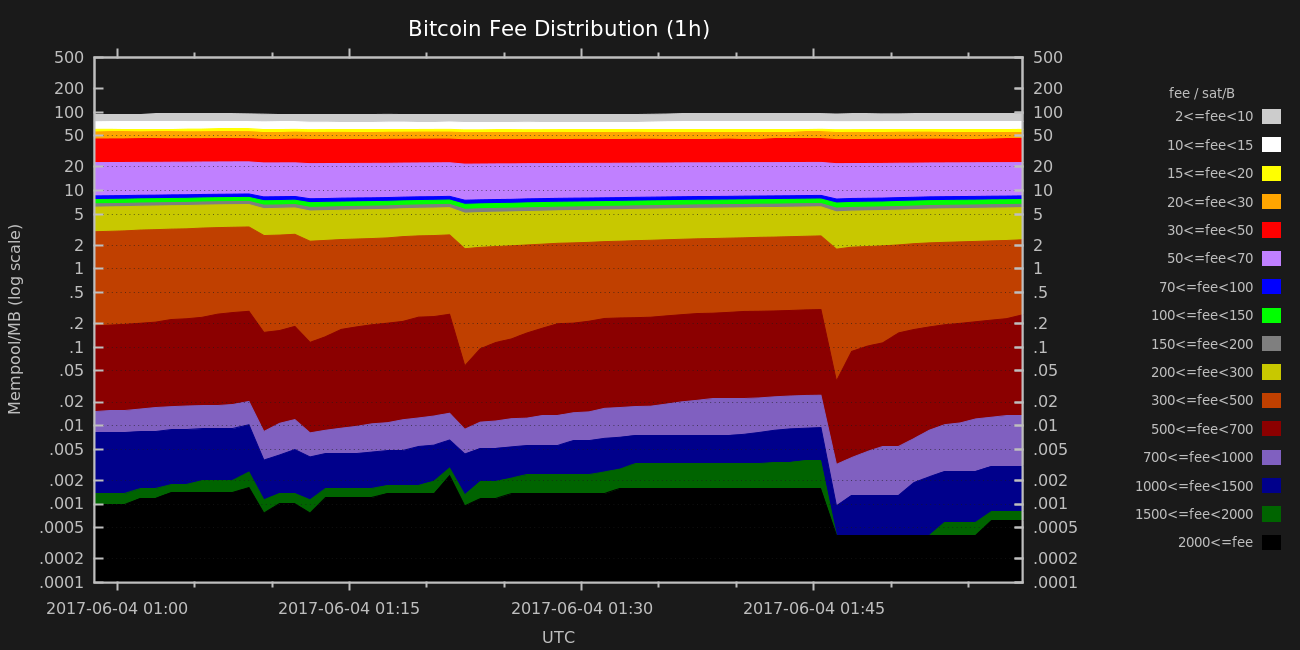 Bitcoin Fee Distribution (1h)
500 500
200 200
100 100
50 50
20 20
10 10
5 5
2 2
1 1
.5 .5
.2 .2
.1 .1
.05 .05
.02 .02
.01 .01
.005 .005
.002 .002
.001 .001
.0005 .0005
.0002 .0002
.0001 .0001
Mempool/MB (log scale)
2017-06-04 01:00 2017-06-04 01:15 2017-06-04 01:30 2017-06-04 01:45
UTC
fee / sat/B
2<=fee<10
10<=fee<15
15<=fee<20
20<=fee<30
30<=fee<50
50<=fee<70
70<=fee<100
100<=fee<150
150<=fee<200
200<=fee<300
300<=fee<500
500<=fee<700
700<=fee<1000
1000<=fee<1500
1500<=fee<2000
2000<=fee